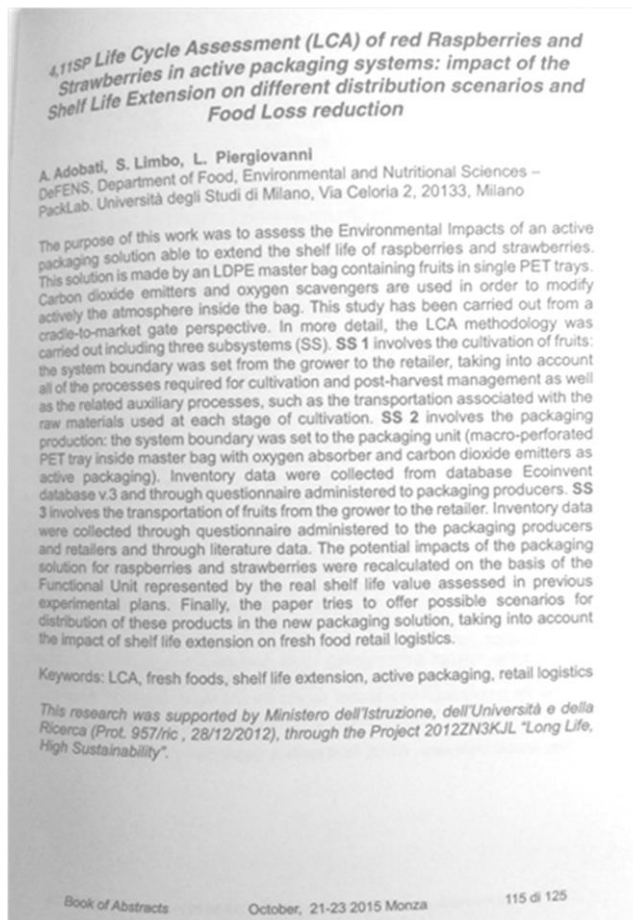 4,11SP Life Cycle Assessment (LCA) of red Raspberries and
Strawberries in active packaging systems: impact of the
Shelf Life Extension on different distribution scenarios and
Food Loss reduction
A. Adobati, S. Limbo, L. Piergiovanni
DeFENS, Department of Food, Environmental and Nutritional Sciences –
PackLab. Università degli Studi di Milano, Via Celoria 2, 20133, Milano
The purpose of this work was to assess the Environmental Impacts of an active
packaging solution able to extend the shelf life of raspberries and strawberries.
This solution is made by an LDPE master bag containing fruits in single PET trays.
Carbon dioxide emitters and oxygen scavengers are used in order to modify
actively the atmosphere inside the bag. This study has been carried out from a
cradle-to-market gate perspective. In more detail, the LCA methodology was
carried out including three subsystems (SS). SS 1 involves the cultivation of fruits:
the system boundary was set from the grower to the retailer, taking into account
all of the processes required for cultivation and post-harvest management as well
as the related auxiliary processes, such as the transportation associated with the
raw materials used at each stage of cultivation. SS 2 involves the packaging
production: the system boundary was set to the packaging unit (macro-perforated
PET tray inside master bag with oxygen absorber and carbon dioxide emitters as
active packaging). Inventory data were collected from database Ecoinvent
database v.3 and through questionnaire administered to packaging producers. SS
3 involves the transportation of fruits from the grower to the retailer. Inventory data
were collected through questionnaire administered to the packaging producers
and retailers and through literature data. The potential impacts of the packaging
solution for raspberries and strawberries were recalculated on the basis of the
Functional Unit represented by the real shelf life value assessed in previous
experimental plans. Finally, the paper tries to offer possible scenarios for
distribution of these products in the new packaging solution, taking into account
the impact of shelf life extension on fresh food retail logistics.
Keywords: LCA, fresh foods, shelf life extension, active packaging, retail logistics
This research was supported by Ministero dell'Istruzione, dell'Università e della
Ricerca (Prot. 957/ric , 28/12/2012), through the Project 2012ZN3KJL "Long Life,
High Sustainability".
Book of Abstracts October, 21-23 2015 Monza 115 di 125